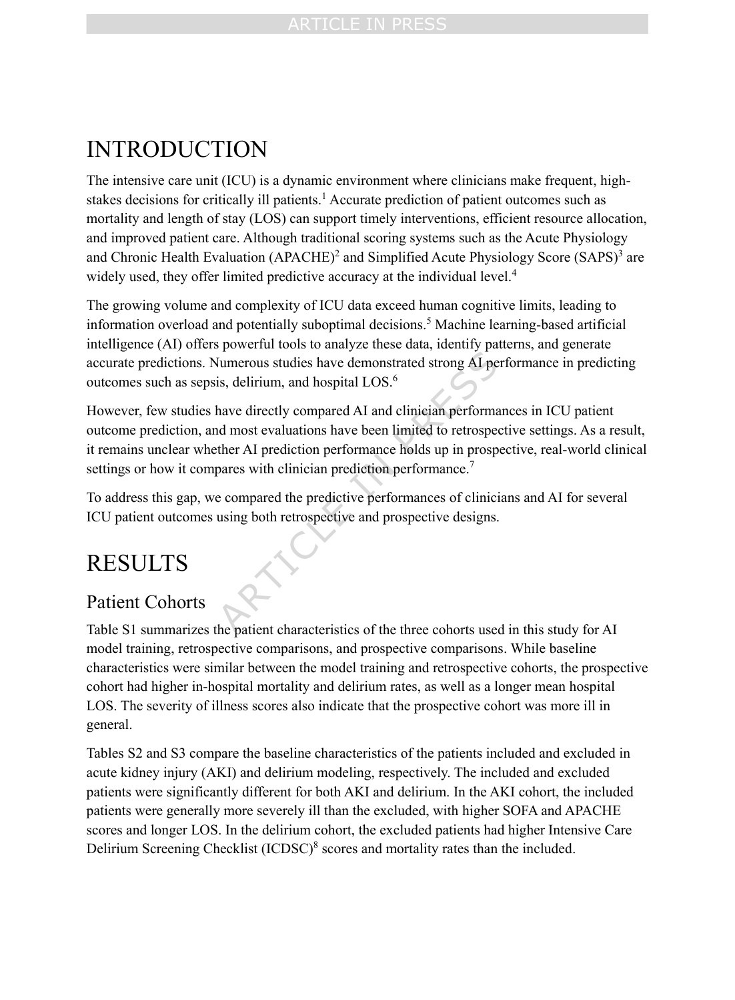 ARTICLE IN PRESS
INTRODUCTION
The intensive care unit (ICU) is a dynamic environment where clinicians make frequent, high-
stakes decisions for critically ill patients.1 Accurate prediction of patient outcomes such as
mortality and length of stay (LOS) can support timely interventions, efficient resource allocation,
and improved patient care. Although traditional scoring systems such as the Acute Physiology
and Chronic Health Evaluation (APACHE)2 and Simplified Acute Physiology Score (SAPS)3 are
widely used, they offer limited predictive accuracy at the individual level.4
The growing volume and complexity of ICU data exceed human cognitive limits, leading to
information overload and potentially suboptimal decisions.5 Machine learning-based artificial
intelligence (AI) offers powerful tools to analyze these data, identify patterns, and generate
accurate predictions. Numerous studies have demonstrated strong AI performance in predicting
outcomes such as sepsis, delirium, and hospital LOS.6
However, few studies have directly compared AI and clinician performances in ICU patient
outcome prediction, and most evaluations have been limited to retrospective settings. As a result,
it remains unclear whether AI prediction performance holds up in prospective, real-world clinical
settings or how it compares with clinician prediction performance.7
To address this gap, we compared the predictive performances of clinicians and AI for several
ICU patient outcomes using both retrospective and prospective designs.
RESULTS
Patient Cohorts
Table S1 summarizes the patient characteristics of the three cohorts used in this study for AI
model training, retrospective comparisons, and prospective comparisons. While baseline
characteristics were similar between the model training and retrospective cohorts, the prospective
cohort had higher in-hospital mortality and delirium rates, as well as a longer mean hospital
LOS. The severity of illness scores also indicate that the prospective cohort was more ill in
general.
Tables S2 and S3 compare the baseline characteristics of the patients included and excluded in
acute kidney injury (AKI) and delirium modeling, respectively. The included and excluded
patients were significantly different for both AKI and delirium. In the AKI cohort, the included
patients were generally more severely ill than the excluded, with higher SOFA and APACHE
scores and longer LOS. In the delirium cohort, the excluded patients had higher Intensive Care
Delirium Screening Checklist (ICDSC)8 scores and mortality rates than the included.
ARTICLE IN PRESS